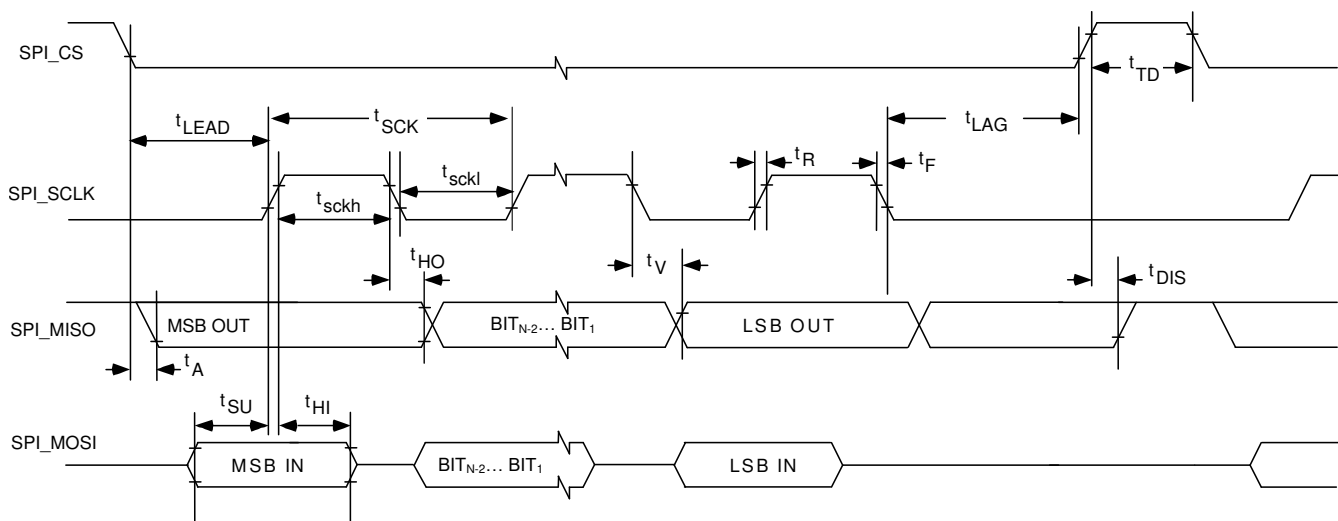 SPI_CS
tTD
tLEAD
tSCK
tLAG
tR
tF
SPI_SCLK
tsckh
tsckl
tHO
tV
tDIS
SPI_MISO
MSB OUT
BITN-2... BIT1
LSB OUT
tA
tSU
tHI
SPI_MOSI
MSB IN
BITN-2... BIT1
LSB IN